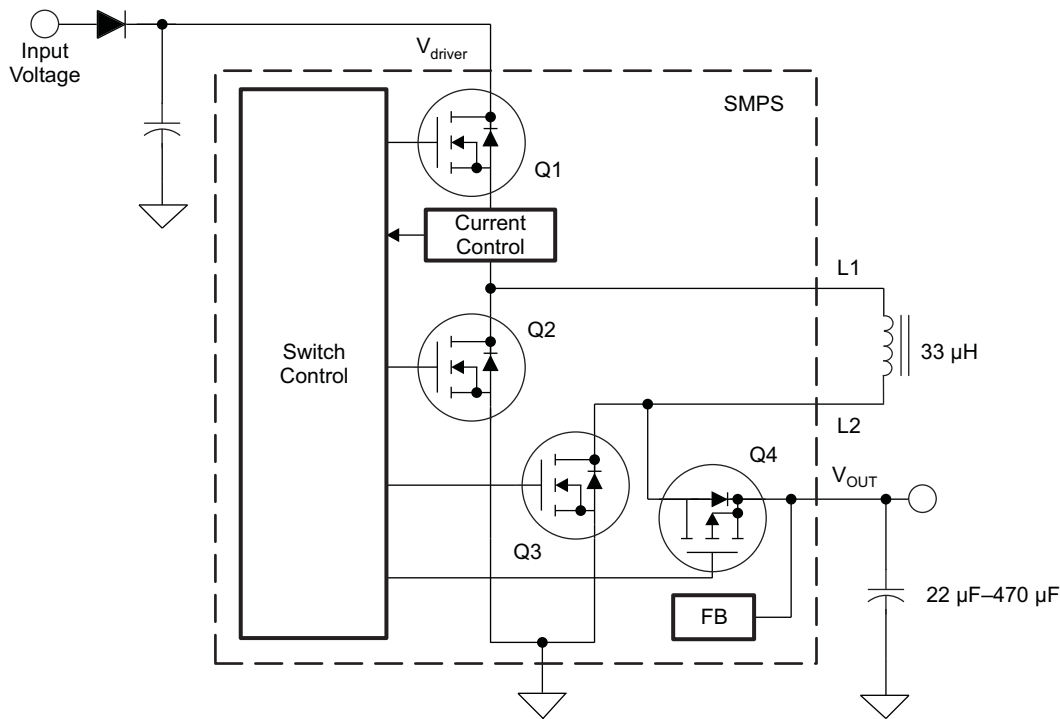 Input
Voltage
V_driver
SMPS
Q1
Current
Control
L1
Q2
Switch
Control
33 µH
L2
Q4
V_OUT
Q3
22 µF–470 µF
FB